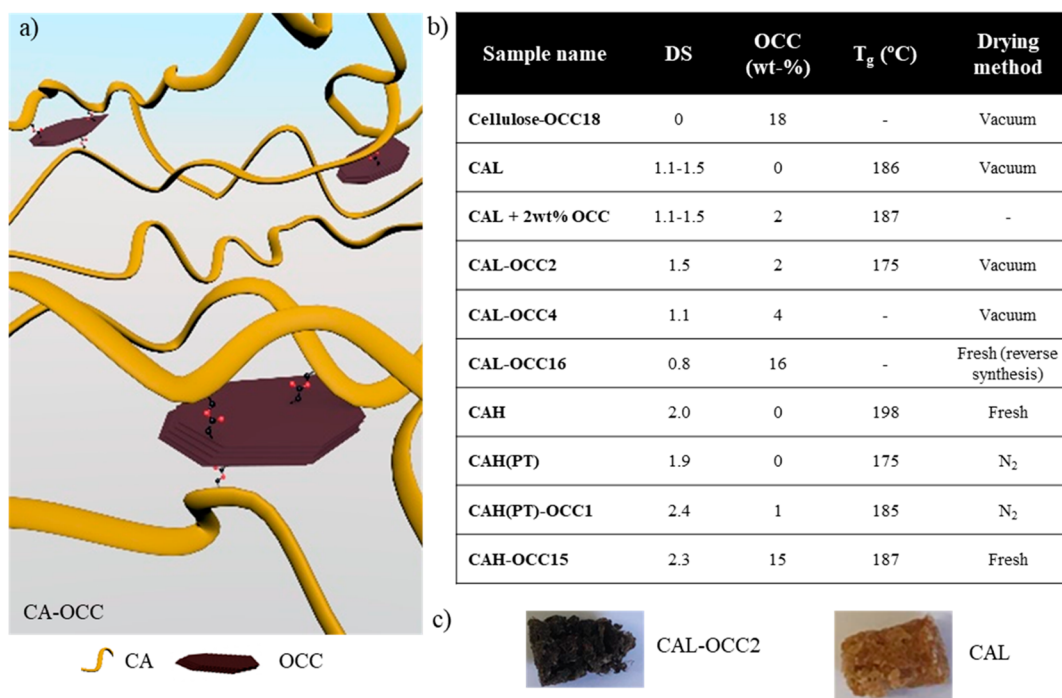 a)
CA-OCC
CA
OCC
b)
Sample name DS OCC (wt-%) Tg (ºC) Drying method
Cellulose-OCC18 0 18 - Vacuum
CAL 1.1-1.5 0 186 Vacuum
CAL + 2wt% OCC 1.1-1.5 2 187 -
CAL-OCC2 1.5 2 175 Vacuum
CAL-OCC4 1.1 4 - Vacuum
CAL-OCC16 0.8 16 - Fresh (reverse synthesis)
CAH 2.0 0 198 Fresh
CAH(PT) 1.9 0 175 N2
CAH(PT)-OCC1 2.4 1 185 N2
CAH-OCC15 2.3 15 187 Fresh
c)
CAL-OCC2
CAL